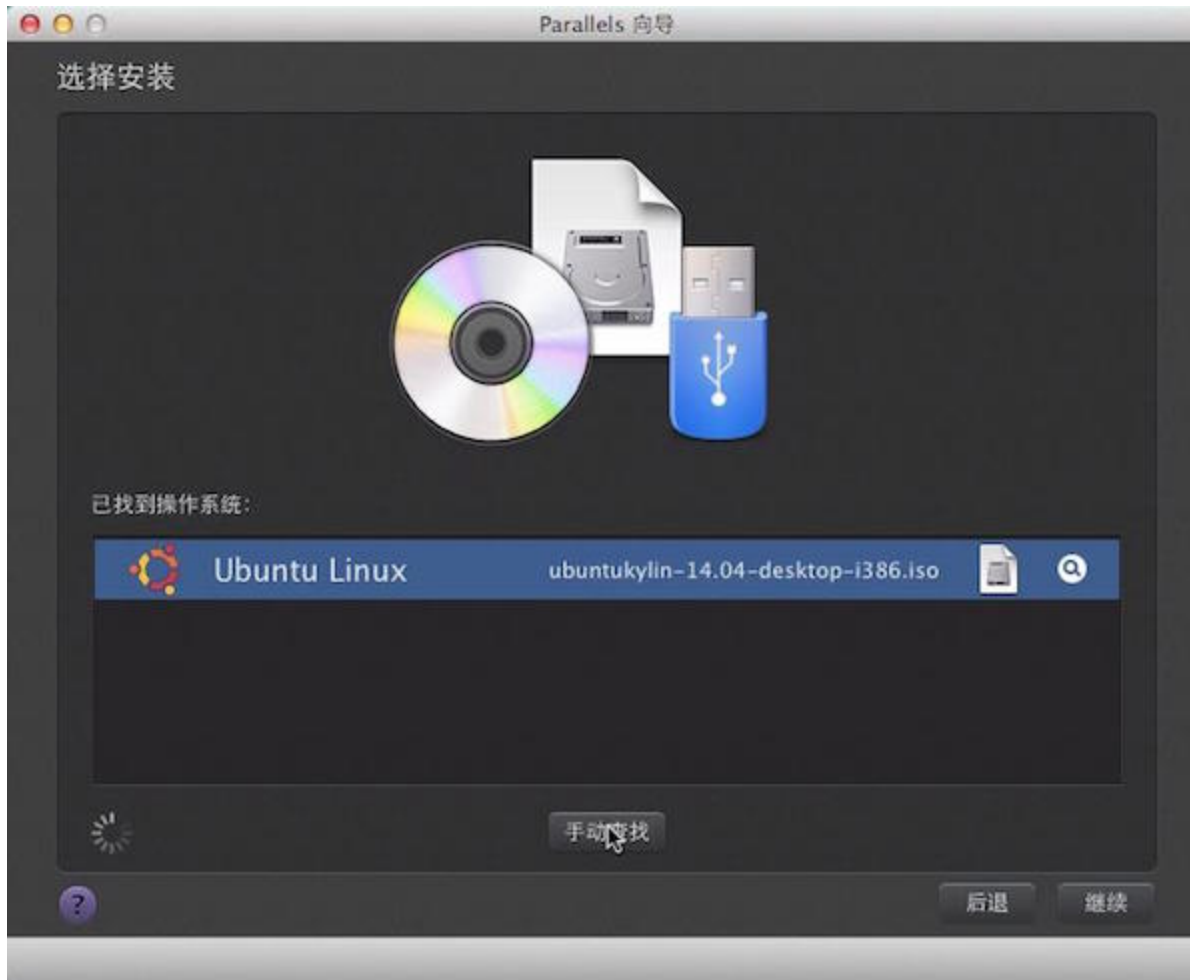 Parallels 向导
选择安装
已找到操作系统:
Ubuntu Linux ubuntukylin-14.04-desktop-i386.iso
手动查找
?
后退 继续